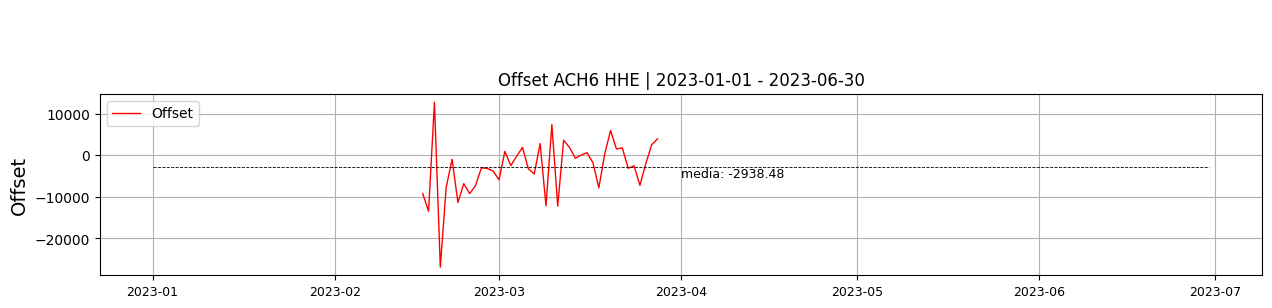 Offset ACH6 HHE | 2023-01-01 - 2023-06-30
Offset
10000
0
−10000
−20000
Offset
media: -2938.48
2023-01 2023-02 2023-03 2023-04 2023-05 2023-06 2023-07